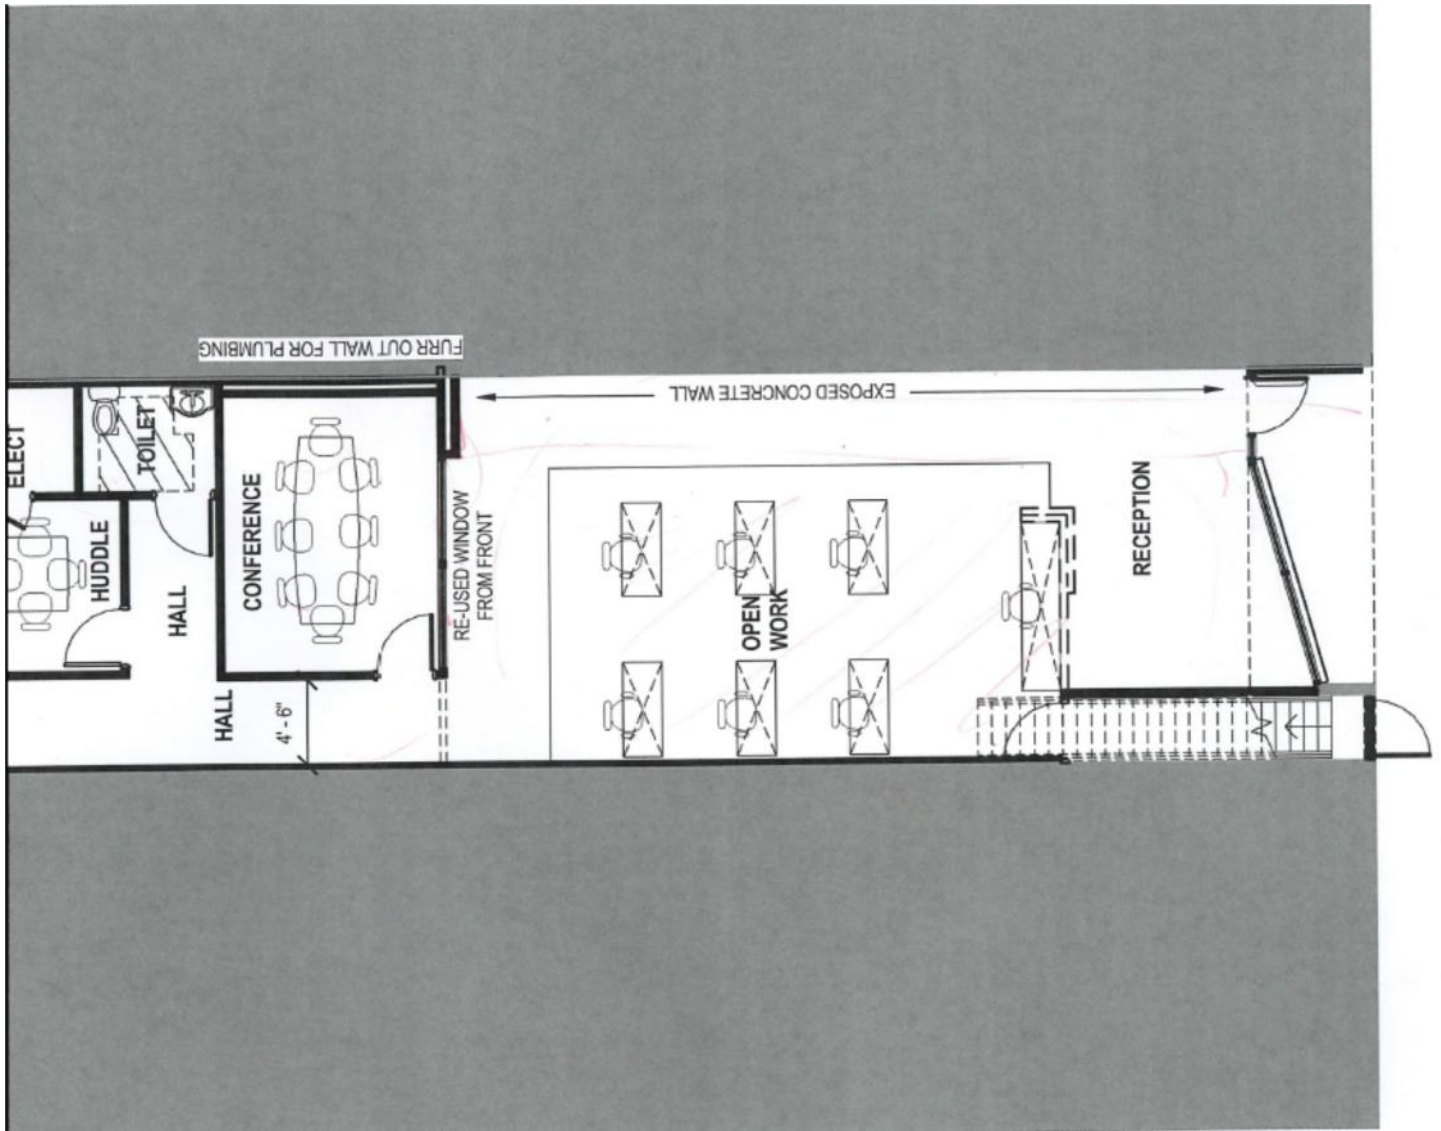 FURR OUT WALL FOR PLUMBING
EXPOSED CONCRETE WALL
ELECT
TOILET
HUDDLE
HALL
CONFERENCE
RE-USED WINDOW
FROM FRONT
OPEN
WORK
RECEPTION
HALL
4' - 6"